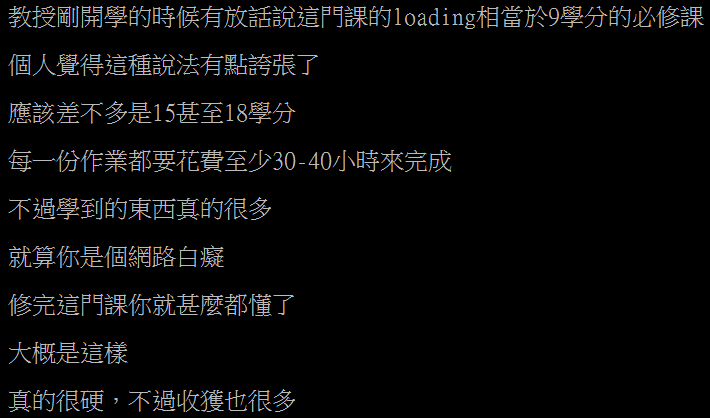 教授剛開學的時候有放話說這門課的loading相當於9學分的必修課
個人覺得這種說法有點誇張了
應該差不多是15甚至18學分
每一份作業都要花費至少30-40小時來完成
不過學到的東西真的很多
就算你是個網路白癡
修完這門課你就甚麼都懂了
大概是這樣
真的很硬，不過收獲也很多